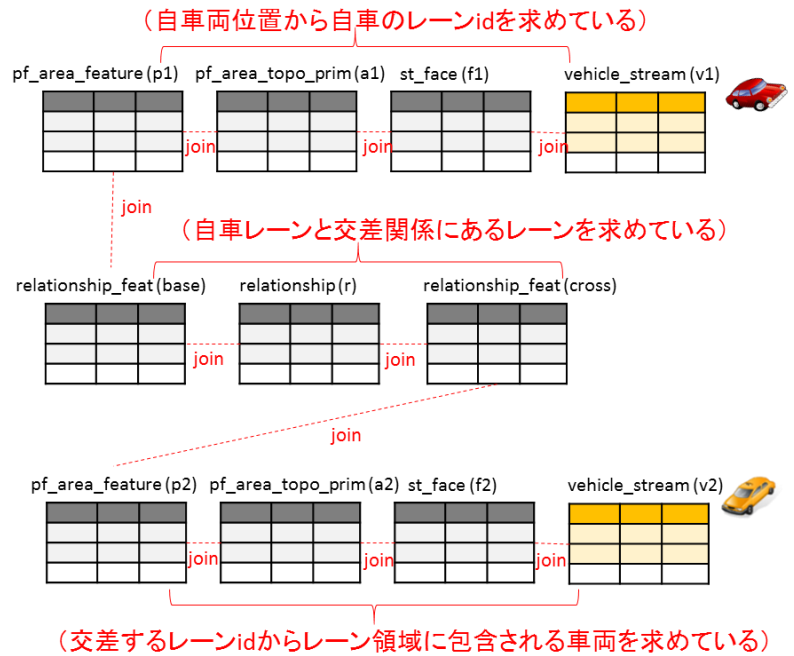 （自車両位置から自車のレーンidを求めている）
pf_area_feature (p1) pf_area_topo_prim (a1) st_face (f1) vehicle_stream (v1)
join join join
join
（自車レーンと交差関係にあるレーンを求めている）
relationship_feat (base) relationship (r) relationship_feat (cross)
join join
join
pf_area_feature (p2) pf_area_topo_prim (a2) st_face (f2) vehicle_stream (v2)
join join join
（交差するレーンidからレーン領域に包含される車両を求めている）